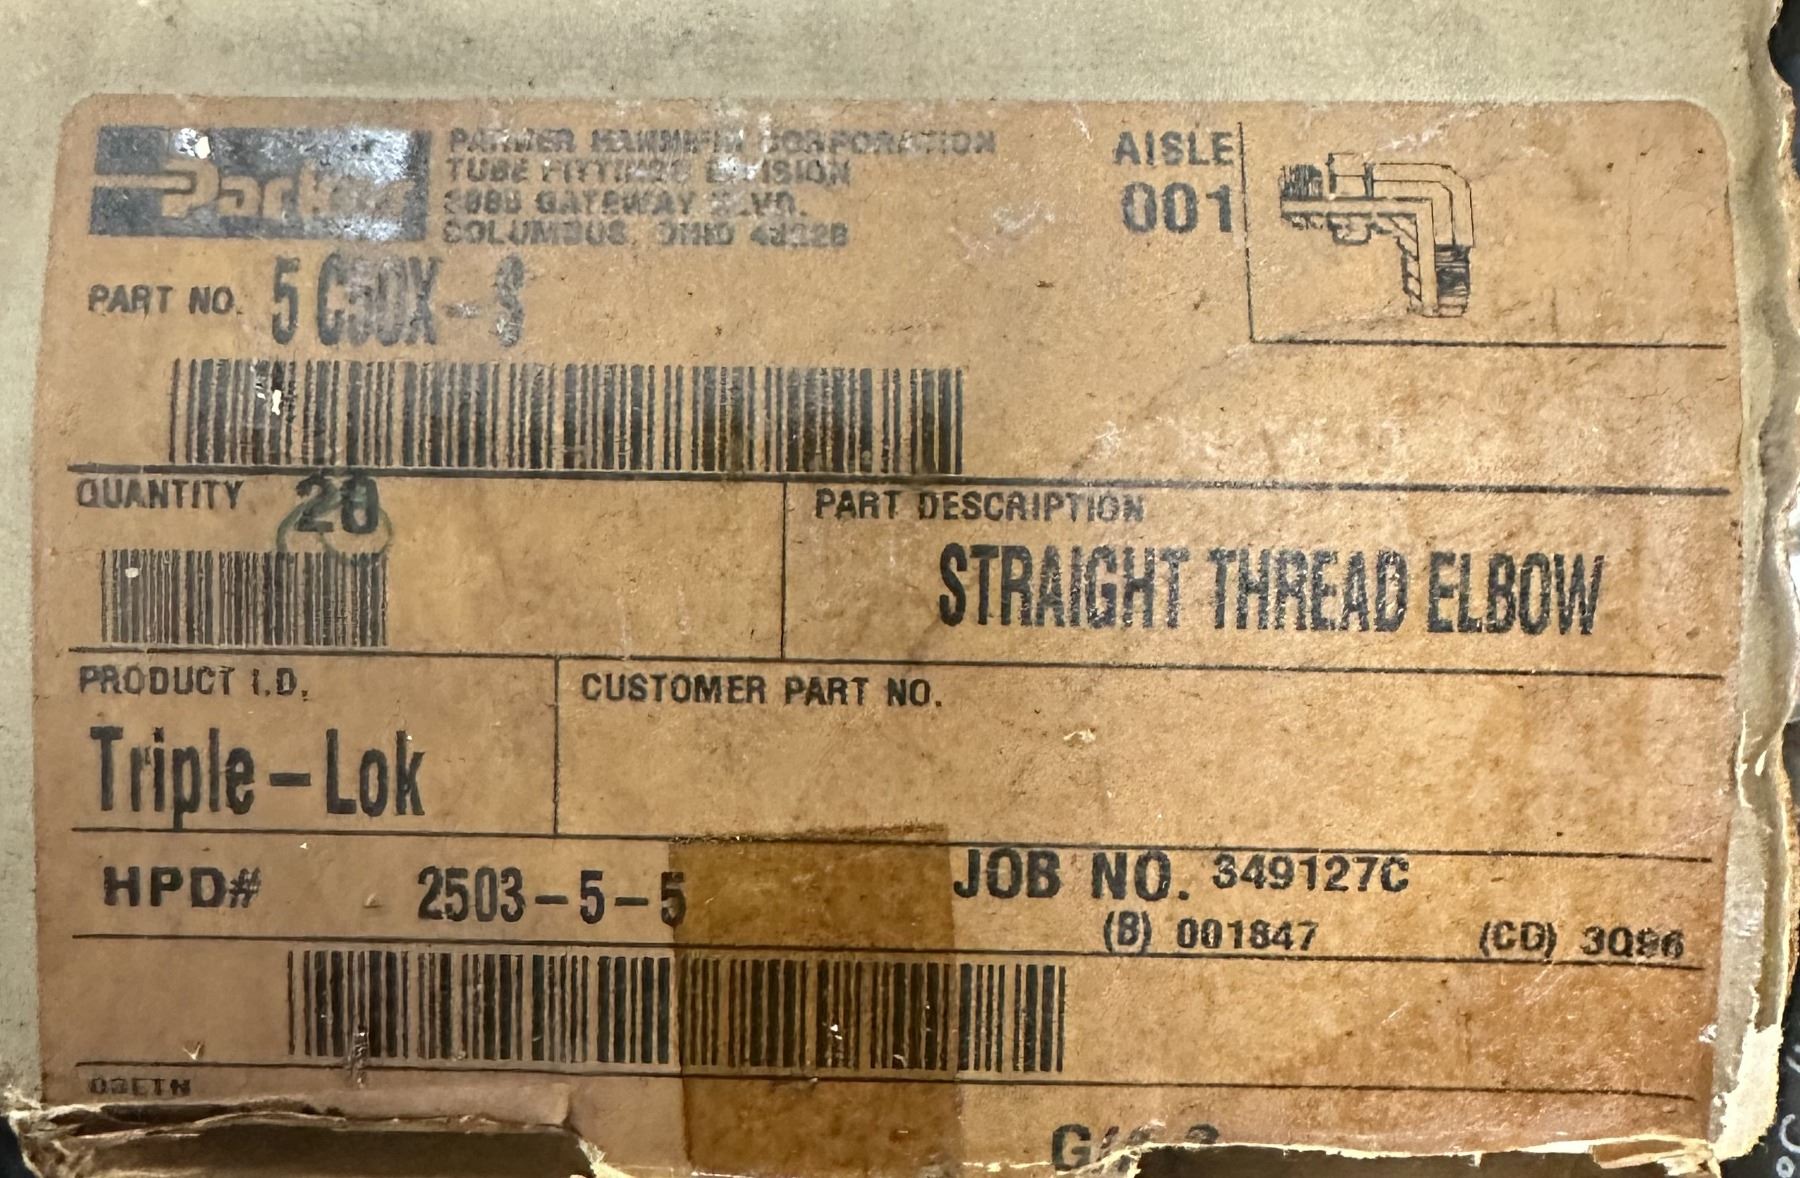 Parker
PARKER HANNIFIN CORPORATION
TUBE FITTINGS DIVISION
GATEWAY BLVD.
COLUMBUS, OHIO 43228
AISLE
001
PART NO. 5 C5OX-S
QUANTITY 20
PART DESCRIPTION
STRAIGHT THREAD ELBOW
PRODUCT I.D.
Triple-Lok
CUSTOMER PART NO.
HPD# 2503-5-5
JOB NO. 349127C
(B) 001847 (CD) 3Q96